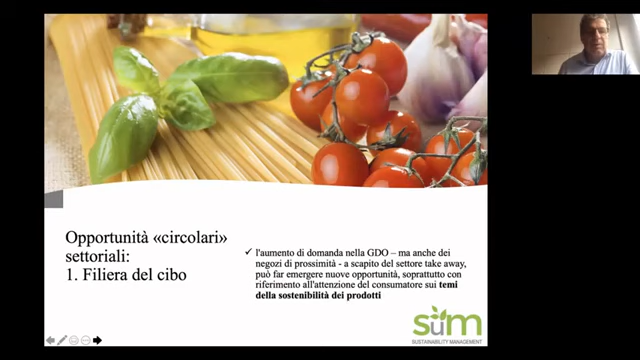 Opportunità «circolari»
settoriali:
1. Filiera del cibo
✓ l'aumento di domanda nella GDO – ma anche dei
negozi di prossimità - a scapito del settore take away,
può far emergere nuove opportunità, soprattutto con
riferimento all'attenzione del consumatore sui temi
della sostenibilità dei prodotti
sum
SUSTAINABILITY MANAGEMENT